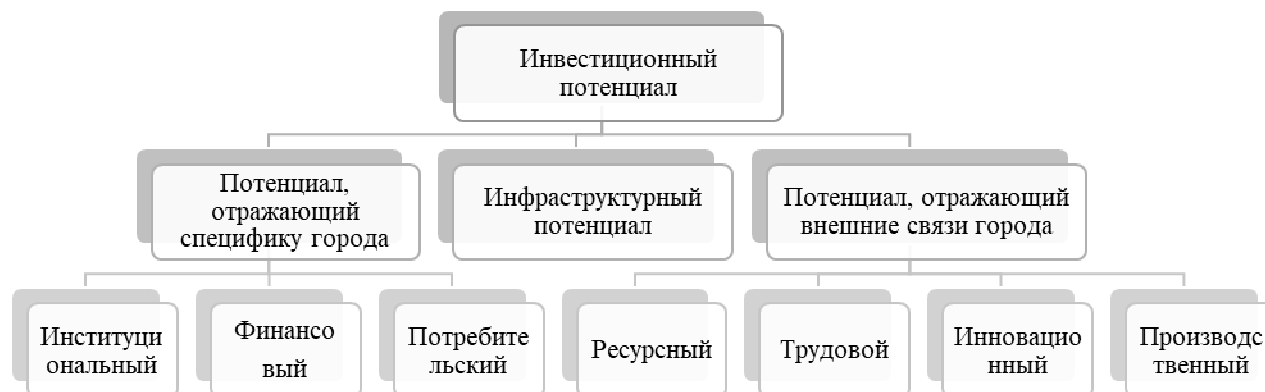 Инвестиционный
потенциал
Потенциал,
отражающий
специфику города
Инфраструктурный
потенциал
Потенциал, отражающий
внешние связи города
Институци
ональный
Финансо
вый
Потребите
льский
Ресурсный
Трудовой
Инновацио
нный
Производс
твенный